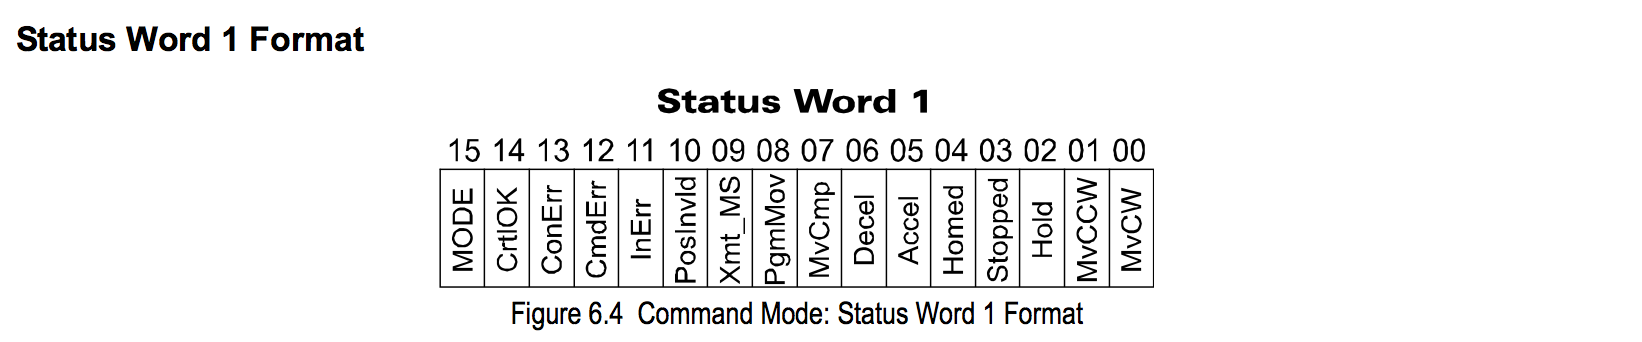 Status Word 1 Format
Status Word 1
15 14 13 12 11 10 09 08 07 06 05 04 03 02 01 00
MODE CrtlOK ConErr CmdErr InErr PosInvld Xmt_MS PgmMov MvCmp Decel Accel Homed Stopped Hold MvCCW MvCW
Figure 6.4 Command Mode: Status Word 1 Format